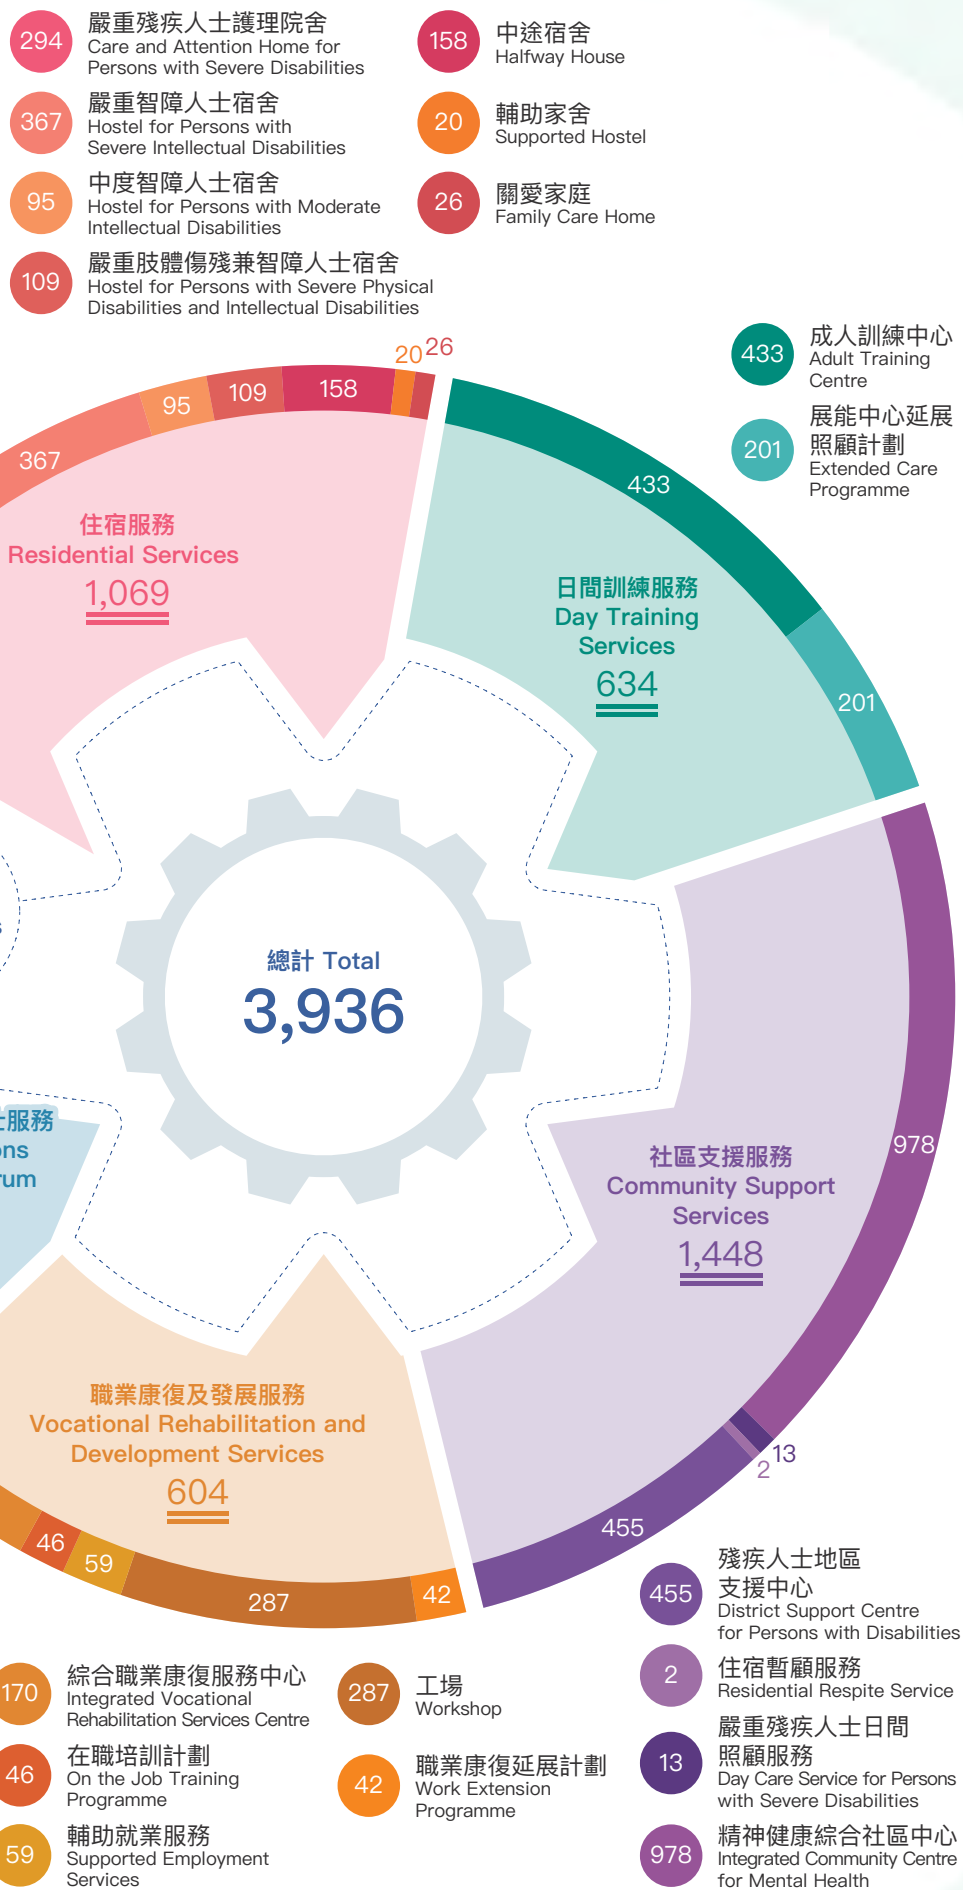 294
嚴重殘疾人士護理院舍
Care and Attention Home for
Persons with Severe Disabilities
367
嚴重智障人士宿舍
Hostel for Persons with
Severe Intellectual Disabilities
95
中度智障人士宿舍
Hostel for Persons with Moderate
Intellectual Disabilities
109
嚴重肢體傷殘兼智障人士宿舍
Hostel for Persons with Severe Physical
Disabilities and Intellectual Disabilities
158
中途宿舍
Halfway House
20
輔助家舍
Supported Hostel
26
關愛家庭
Family Care Home
433
成人訓練中心
Adult Training
Centre
201
展能中心延展
照顧計劃
Extended Care
Programme
367
95
109
158
20
26
433
201
住宿服務
Residential Services
1,069
日間訓練服務
Day Training
Services
634
總計 Total
3,936
服務
ons
rum
社區支援服務
Community Support
Services
1,448
978
13
2
455
職業康復及發展服務
Vocational Rehabilitation and
Development Services
604
46
59
287
42
170
綜合職業康復服務中心
Integrated Vocational
Rehabilitation Services Centre
46
在職培訓計劃
On the Job Training
Programme
59
輔助就業服務
Supported Employment
Services
287
工場
Workshop
42
職業康復延展計劃
Work Extension
Programme
455
殘疾人士地區
支援中心
District Support Centre
for Persons with Disabilities
2
住宿暫顧服務
Residential Respite Service
13
嚴重殘疾人士日間
照顧服務
Day Care Service for Persons
with Severe Disabilities
978
精神健康綜合社區中心
Integrated Community Centre
for Mental Health